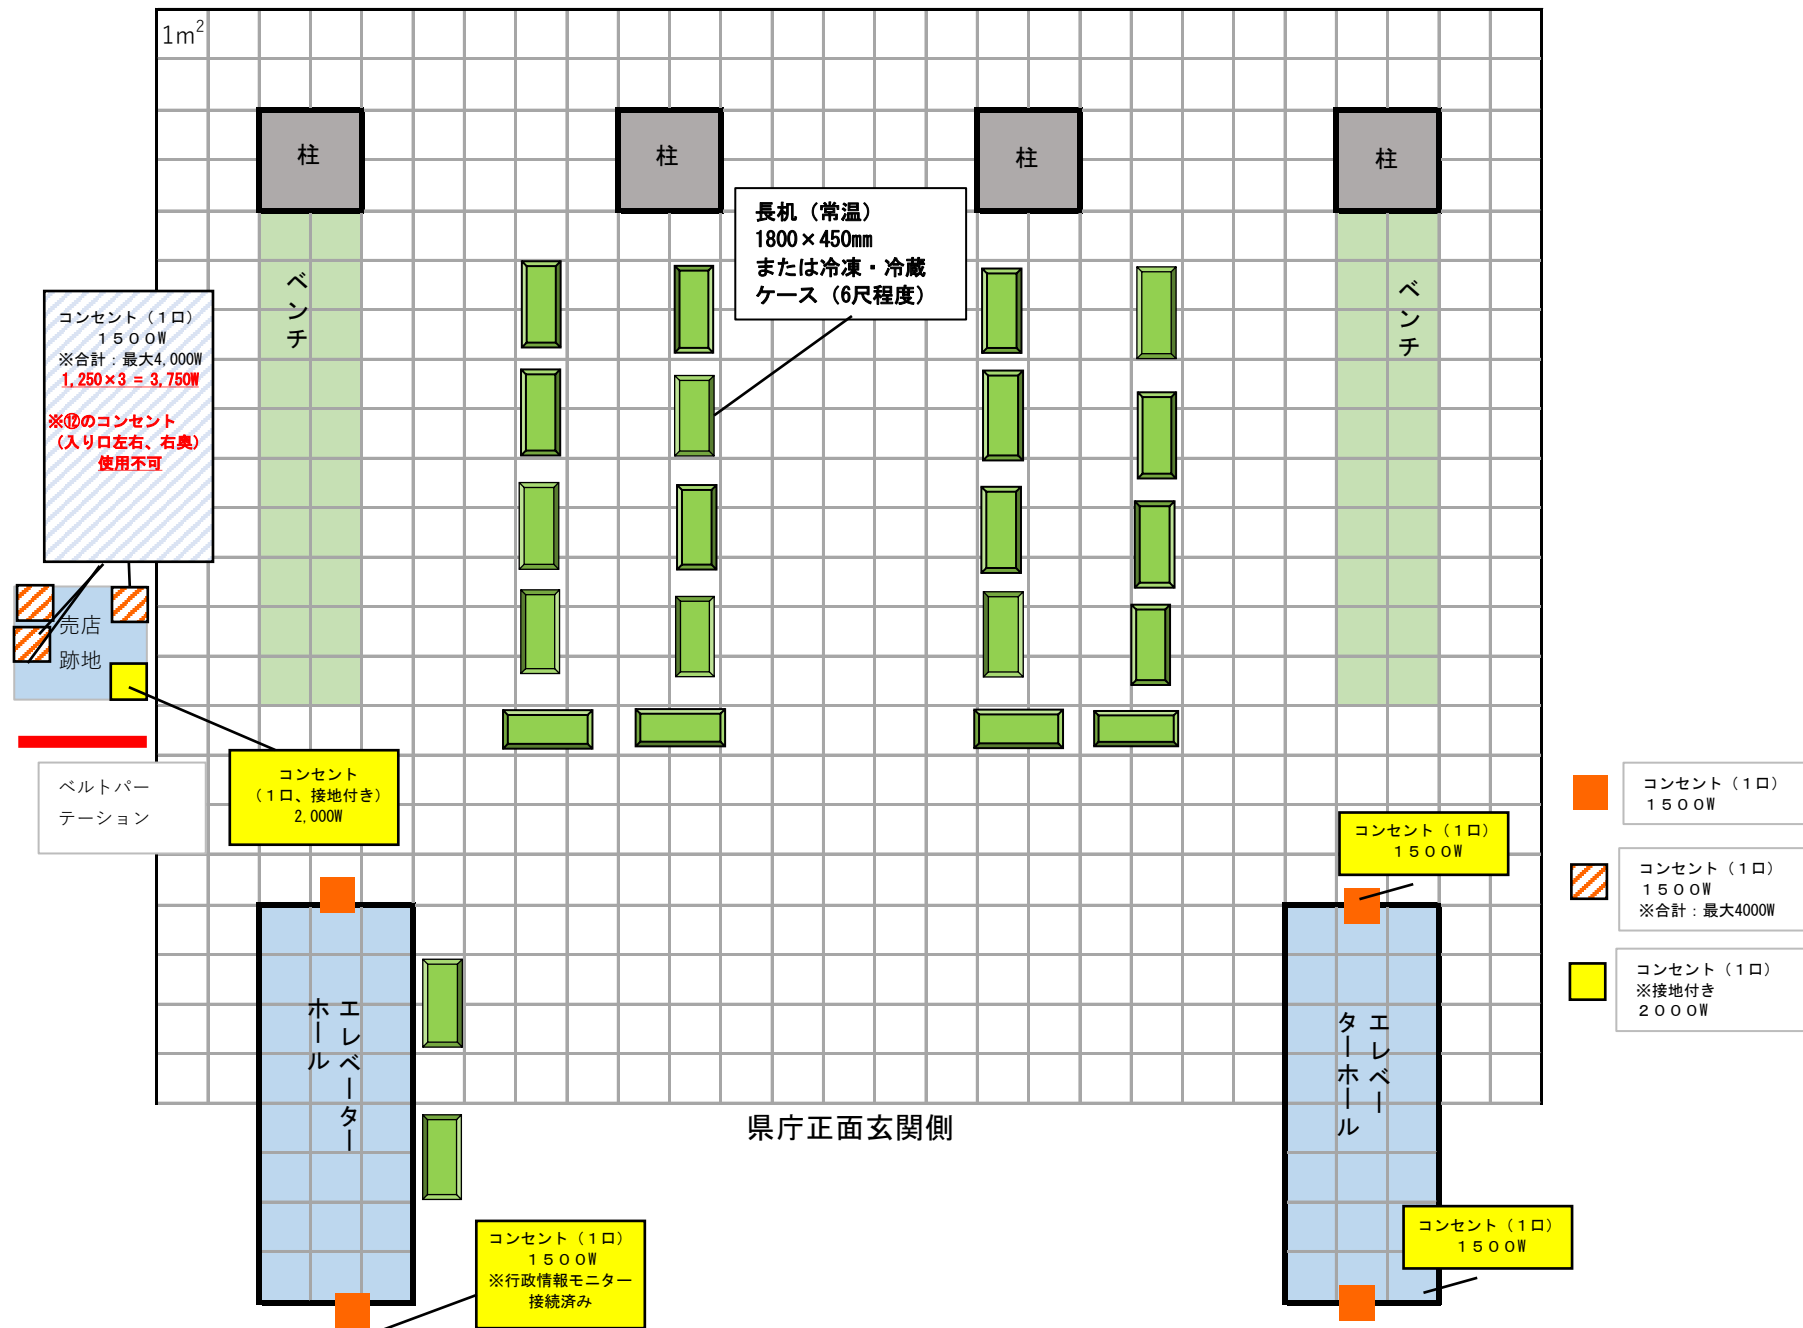 1m²
柱
柱
柱
柱
長机（常温）
1800×450mm
または冷凍・冷蔵
ケース（6尺程度）
ベンチ
ベンチ
コンセント（1口）
１５００W
※合計：最大4,000W
1,250×3 = 3,750W
※⑫のコンセント
（入り口左右、右奥）
使用不可
売店
跡地
ベルトパー
テーション
コンセント
（１口、接地付き）
2,000W
コンセント（１口）
１５００W
コンセント（１口）
１５００W
コンセント（１口）
１５００W
※合計：最大4000W
コンセント（１口）
※接地付き
２０００W
エレベーター
ホール
エレベー
ターホール
県庁正面玄関側
コンセント（１口）
１５００W
※行政情報モニター
接続済み
コンセント（１口）
１５００W